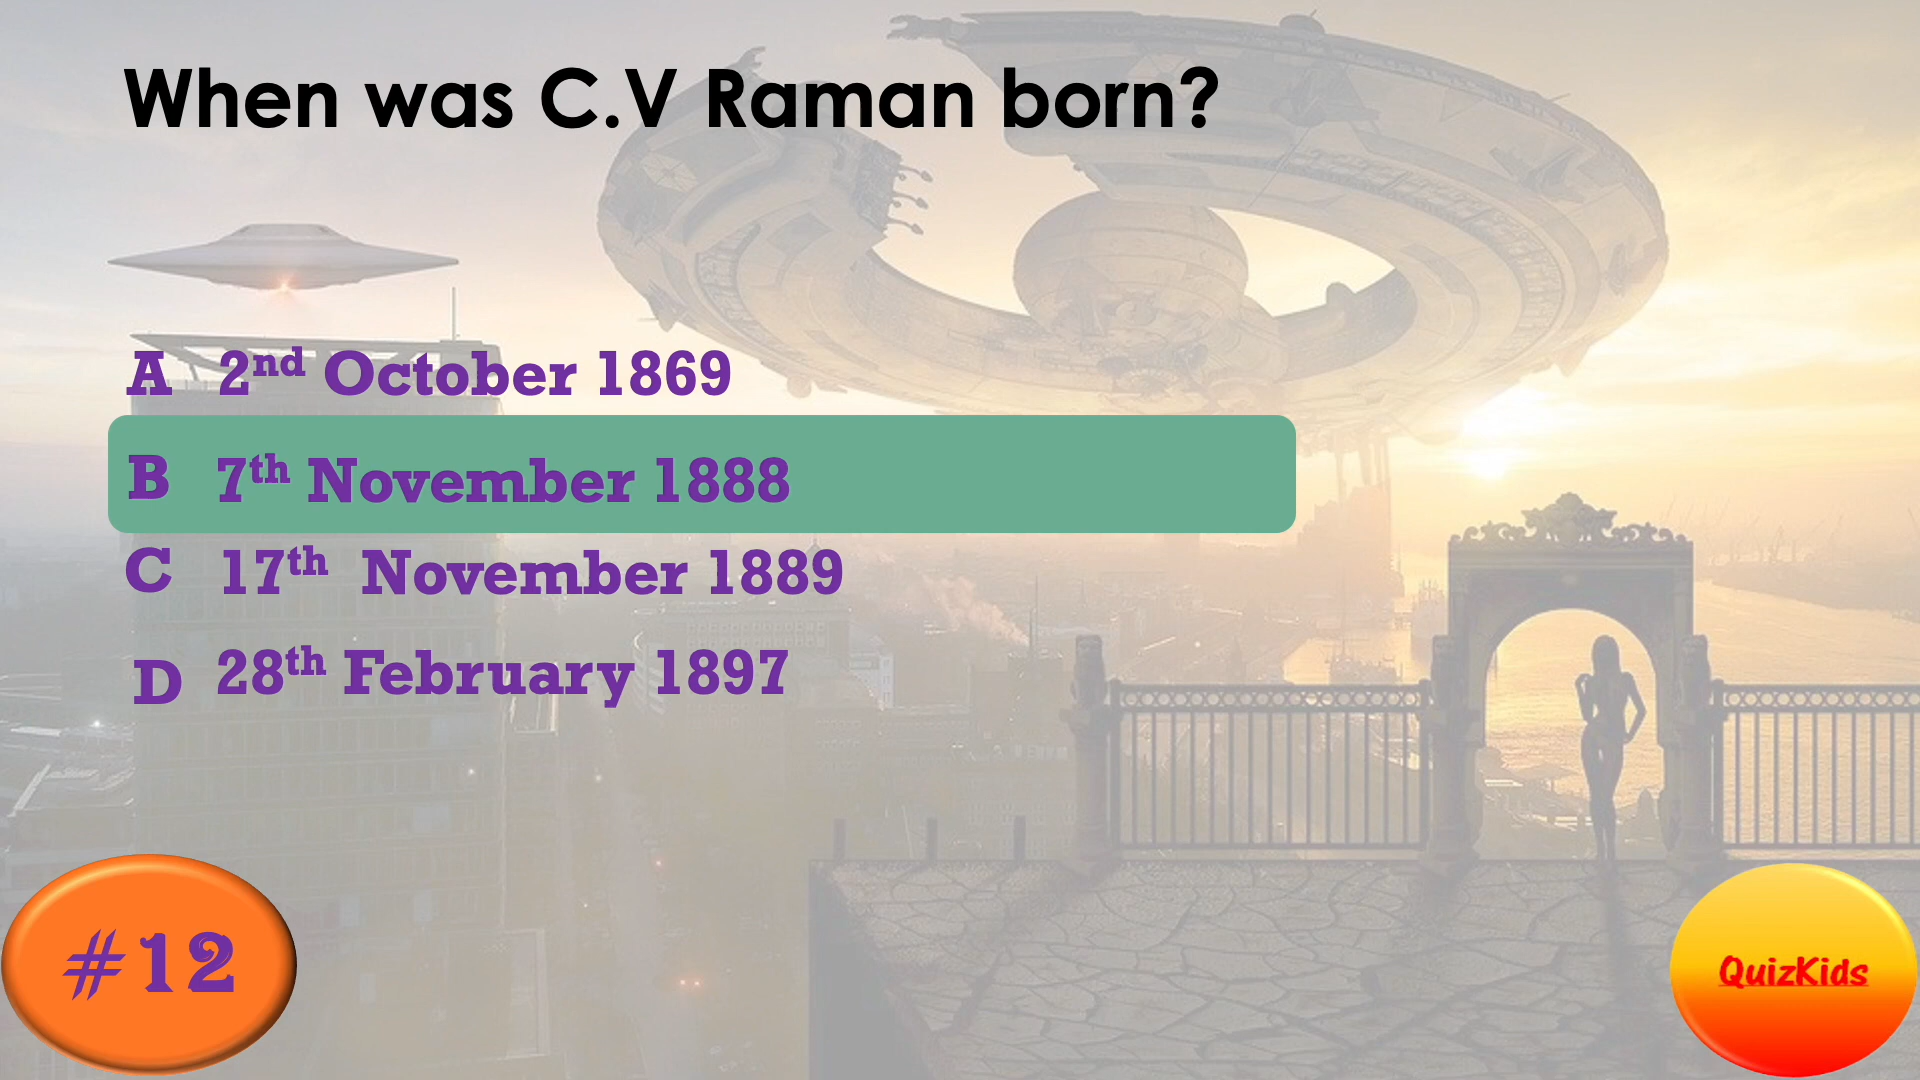 When was C.V Raman born?
A 2nd October 1869
B 7th November 1888
C 17th November 1889
D 28th February 1897
#12
QuizKids